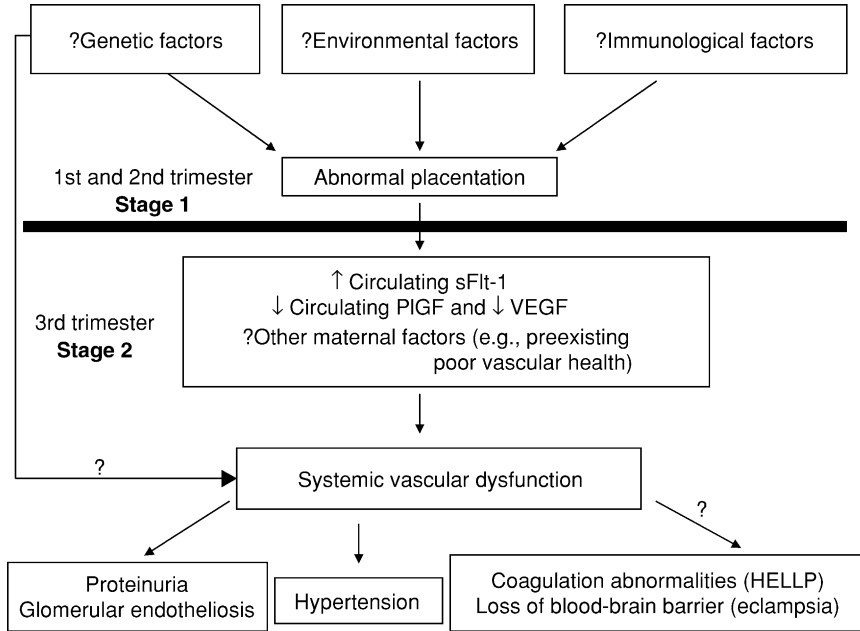 ?Genetic factors
?Environmental factors
?Immunological factors
1st and 2nd trimester
Stage 1
Abnormal placentation
3rd trimester
Stage 2
↑ Circulating sFlt-1
↓ Circulating PlGF and ↓ VEGF
?Other maternal factors (e.g., preexisting
poor vascular health)
?
Systemic vascular dysfunction
?
Proteinuria
Glomerular endotheliosis
Hypertension
Coagulation abnormalities (HELLP)
Loss of blood-brain barrier (eclampsia)